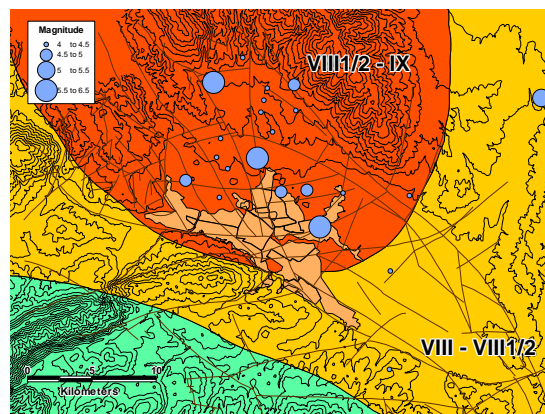 Magnitude
4 to 4.5
4.5 to 5
5 to 5.5
5.5 to 6.5
VIII1/2 - IX
VIII - VIII1/2
0 5 10
Kilometers